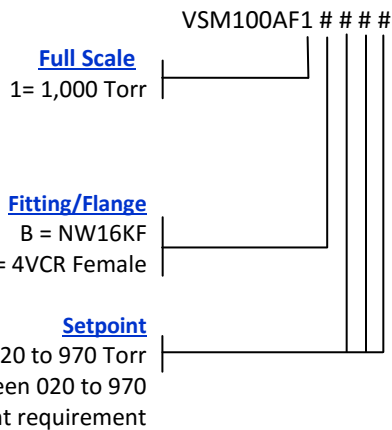 VSM100AF1 # # # #
Full Scale
1= 1,000 Torr
Fitting/Flange
B = NW16KF
= 4VCR Female
Setpoint
20 to 970 Torr
een 020 to 970
nt requirement